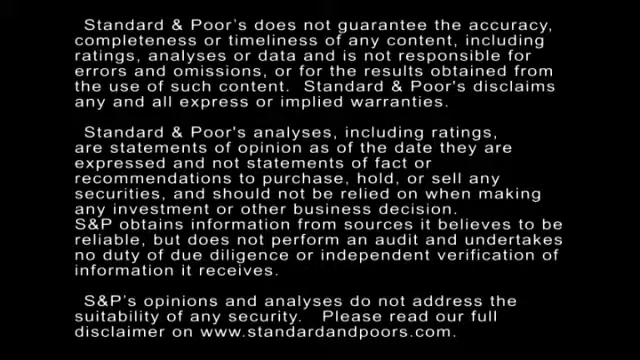 Standard & Poor's does not guarantee the accuracy,
completeness or timeliness of any content, including
ratings, analyses or data and is not responsible for
errors and omissions, or for the results obtained from
the use of such content.  Standard & Poor's disclaims
any and all express or implied warranties.
Standard & Poor's analyses, including ratings,
are statements of opinion as of the date they are
expressed and not statements of fact or
recommendations to purchase, hold, or sell any
securities, and should not be relied on when making
any investment or other business decision.
S&P obtains information from sources it believes to be
reliable, but does not perform an audit and undertakes
no duty of due diligence or independent verification of
information it receives.
S&P's opinions and analyses do not address the
suitability of any security.   Please read our full
disclaimer on www.standardandpoors.com.